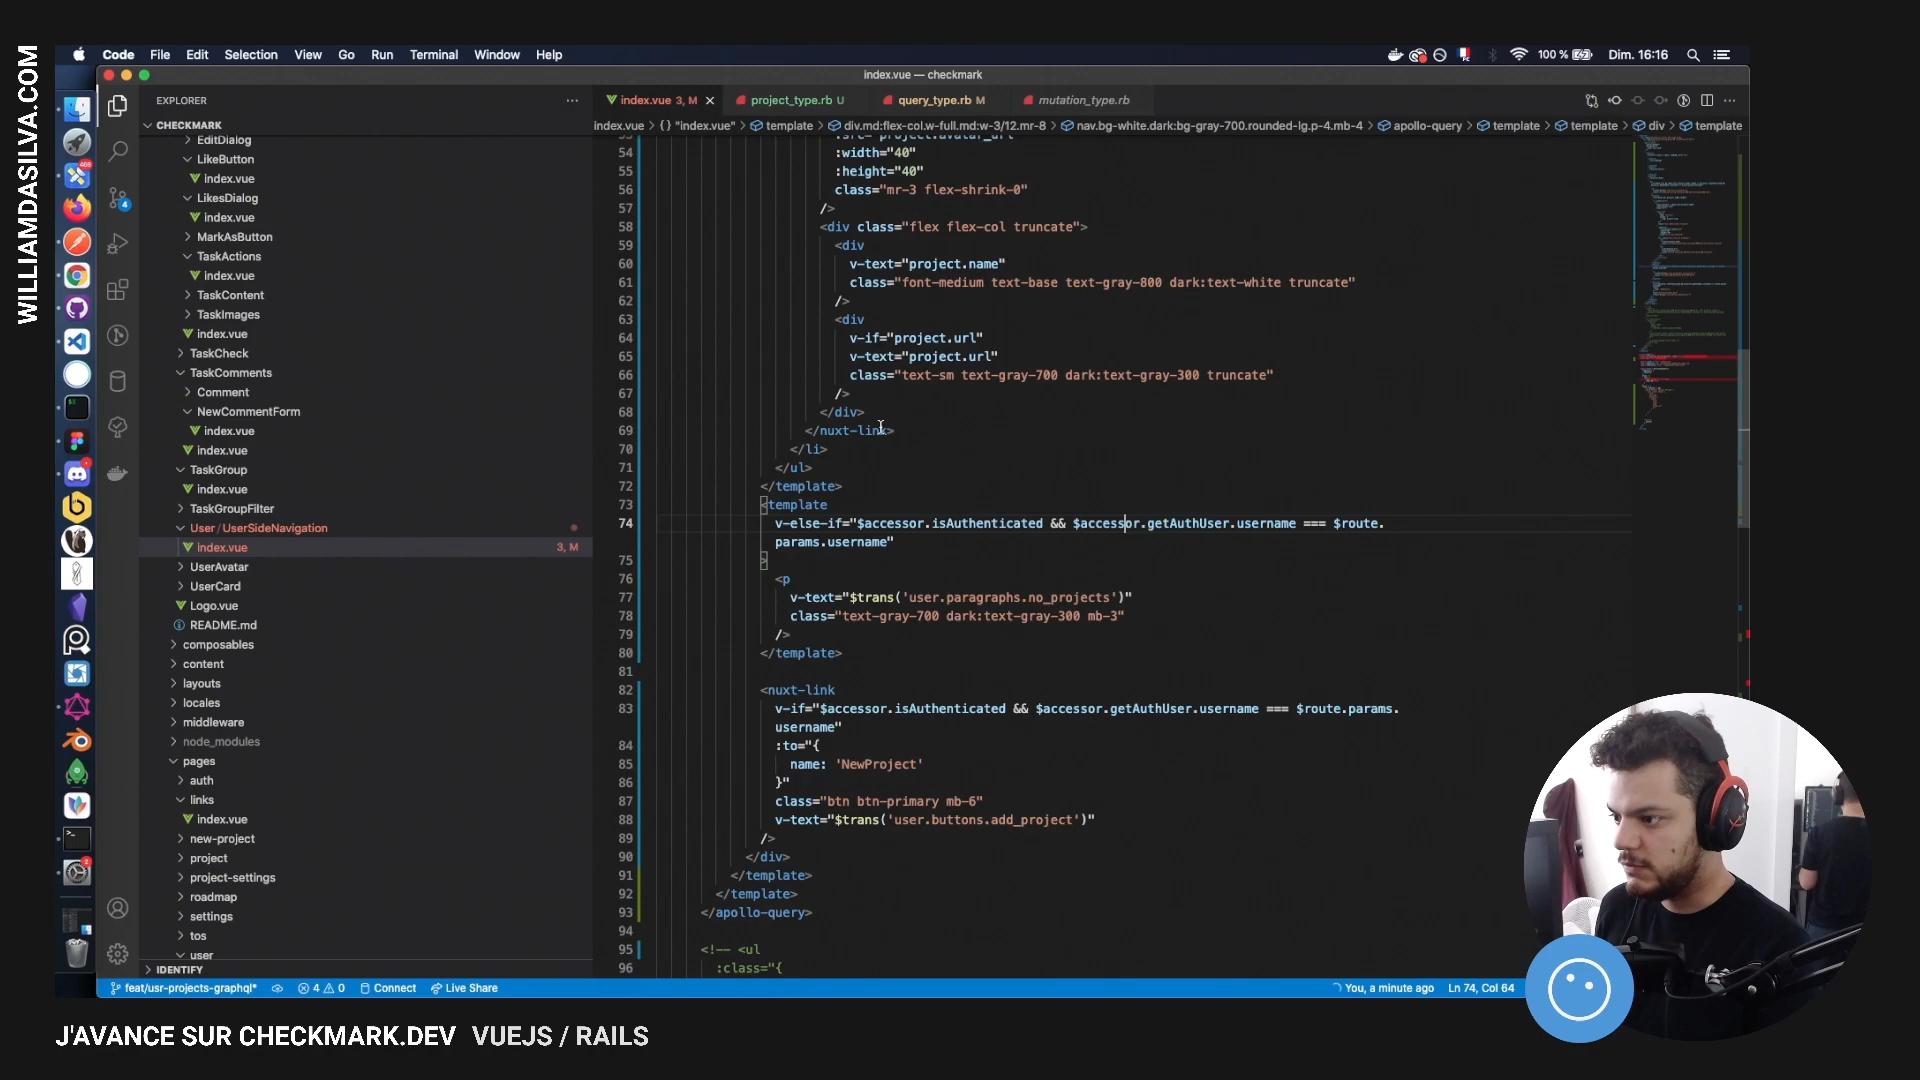 WILLIAMDASILVA.COM
Code File Edit Selection View Go Run Terminal Window Help
100 % Dim. 16:16
index.vue — checkmark
EXPLORER
index.vue 3, M
project_type.rb U
query_type.rb M
mutation_type.rb
CHECKMARK
index.vue > {} "index.vue" > template > div.md:flex-col.w-full.md:w-3/12.mr-8 > nav.bg-white.dark:bg-gray-700.rounded-lg.p-4.mb-4 > apollo-query > template > template > div > template
EditDialog
LikeButton
index.vue
LikesDialog
index.vue
MarkAsButton
TaskActions
index.vue
TaskContent
TaskImages
index.vue
TaskCheck
TaskComments
Comment
NewCommentForm
index.vue
index.vue
TaskGroup
index.vue
TaskGroupFilter
User / UserSideNavigation
index.vue 3, M
UserAvatar
UserCard
Logo.vue
README.md
composables
content
layouts
locales
middleware
node_modules
pages
auth
links
index.vue
new-project
project
project-settings
roadmap
settings
tos
user
IDENTIFY
54 :width="40"
55 :height="40"
56 class="mr-3 flex-shrink-0"
57 />
58 <div class="flex flex-col truncate">
59 <div
60 v-text="project.name"
61 class="font-medium text-base text-gray-800 dark:text-white truncate"
62 />
63 <div
64 v-if="project.url"
65 v-text="project.url"
66 class="text-sm text-gray-700 dark:text-gray-300 truncate"
67 />
68 </div>
69 </nuxt-link>
70 </li>
71 </ul>
72 </template>
73 <template
74 v-else-if="$accessor.isAuthenticated && $accessor.getAuthUser.username === $route.
params.username"
75 >
76 <p
77 v-text="$trans('user.paragraphs.no_projects')"
78 class="text-gray-700 dark:text-gray-300 mb-3"
79 />
80 </template>
81
82 <nuxt-link
83 v-if="$accessor.isAuthenticated && $accessor.getAuthUser.username === $route.params.
username"
84 :to="{
85 name: 'NewProject'
86 }"
87 class="btn btn-primary mb-6"
88 v-text="$trans('user.buttons.add_project')"
89 />
90 </div>
91 </template>
92 </template>
93 </apollo-query>
94
95 <!-- <ul
96 :class="{
feat/usr-projects-graphql* 4 0 Connect Live Share You, a minute ago Ln 74, Col 64
J'AVANCE SUR CHECKMARK.DEV VUEJS / RAILS